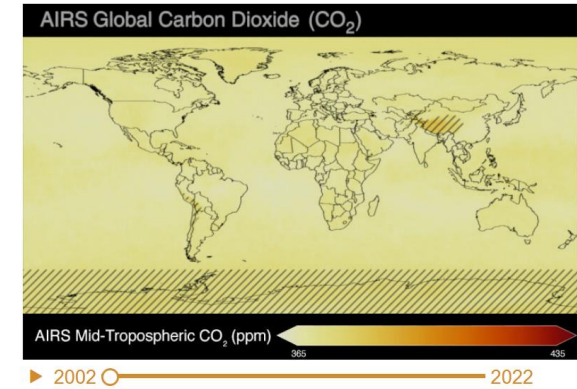 AIRS Global Carbon Dioxide (CO₂)
AIRS Mid-Tropospheric CO₂ (ppm)
365 435
2002 2022